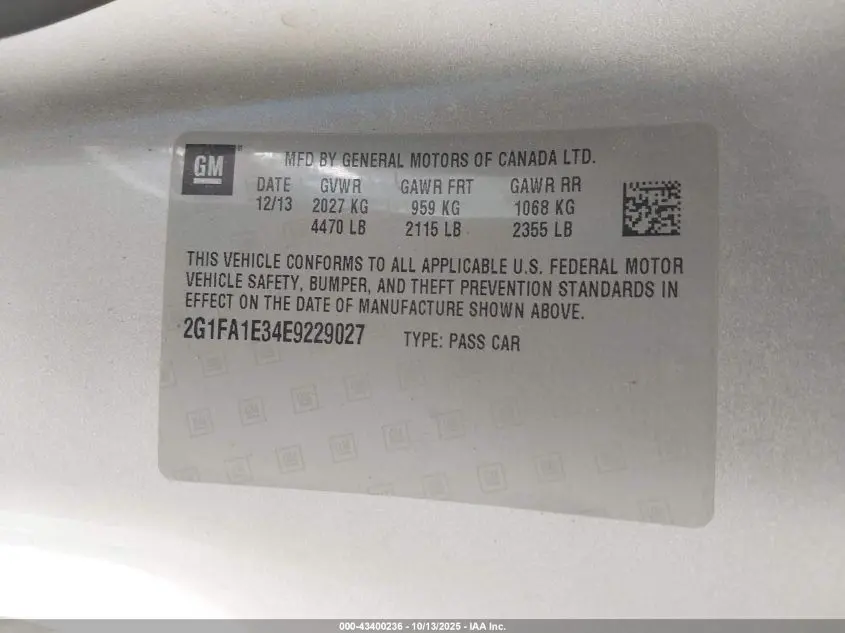 GM
MFD BY GENERAL MOTORS OF CANADA LTD.
DATE GVWR GAWR FRT GAWR RR
12/13 2027 KG 959 KG 1068 KG
4470 LB 2115 LB 2355 LB
THIS VEHICLE CONFORMS TO ALL APPLICABLE U.S. FEDERAL MOTOR
VEHICLE SAFETY, BUMPER, AND THEFT PREVENTION STANDARDS IN
EFFECT ON THE DATE OF MANUFACTURE SHOWN ABOVE.
2G1FA1E34E9229027 TYPE: PASS CAR
000-43400236 - 10/13/2025 - IAA Inc.